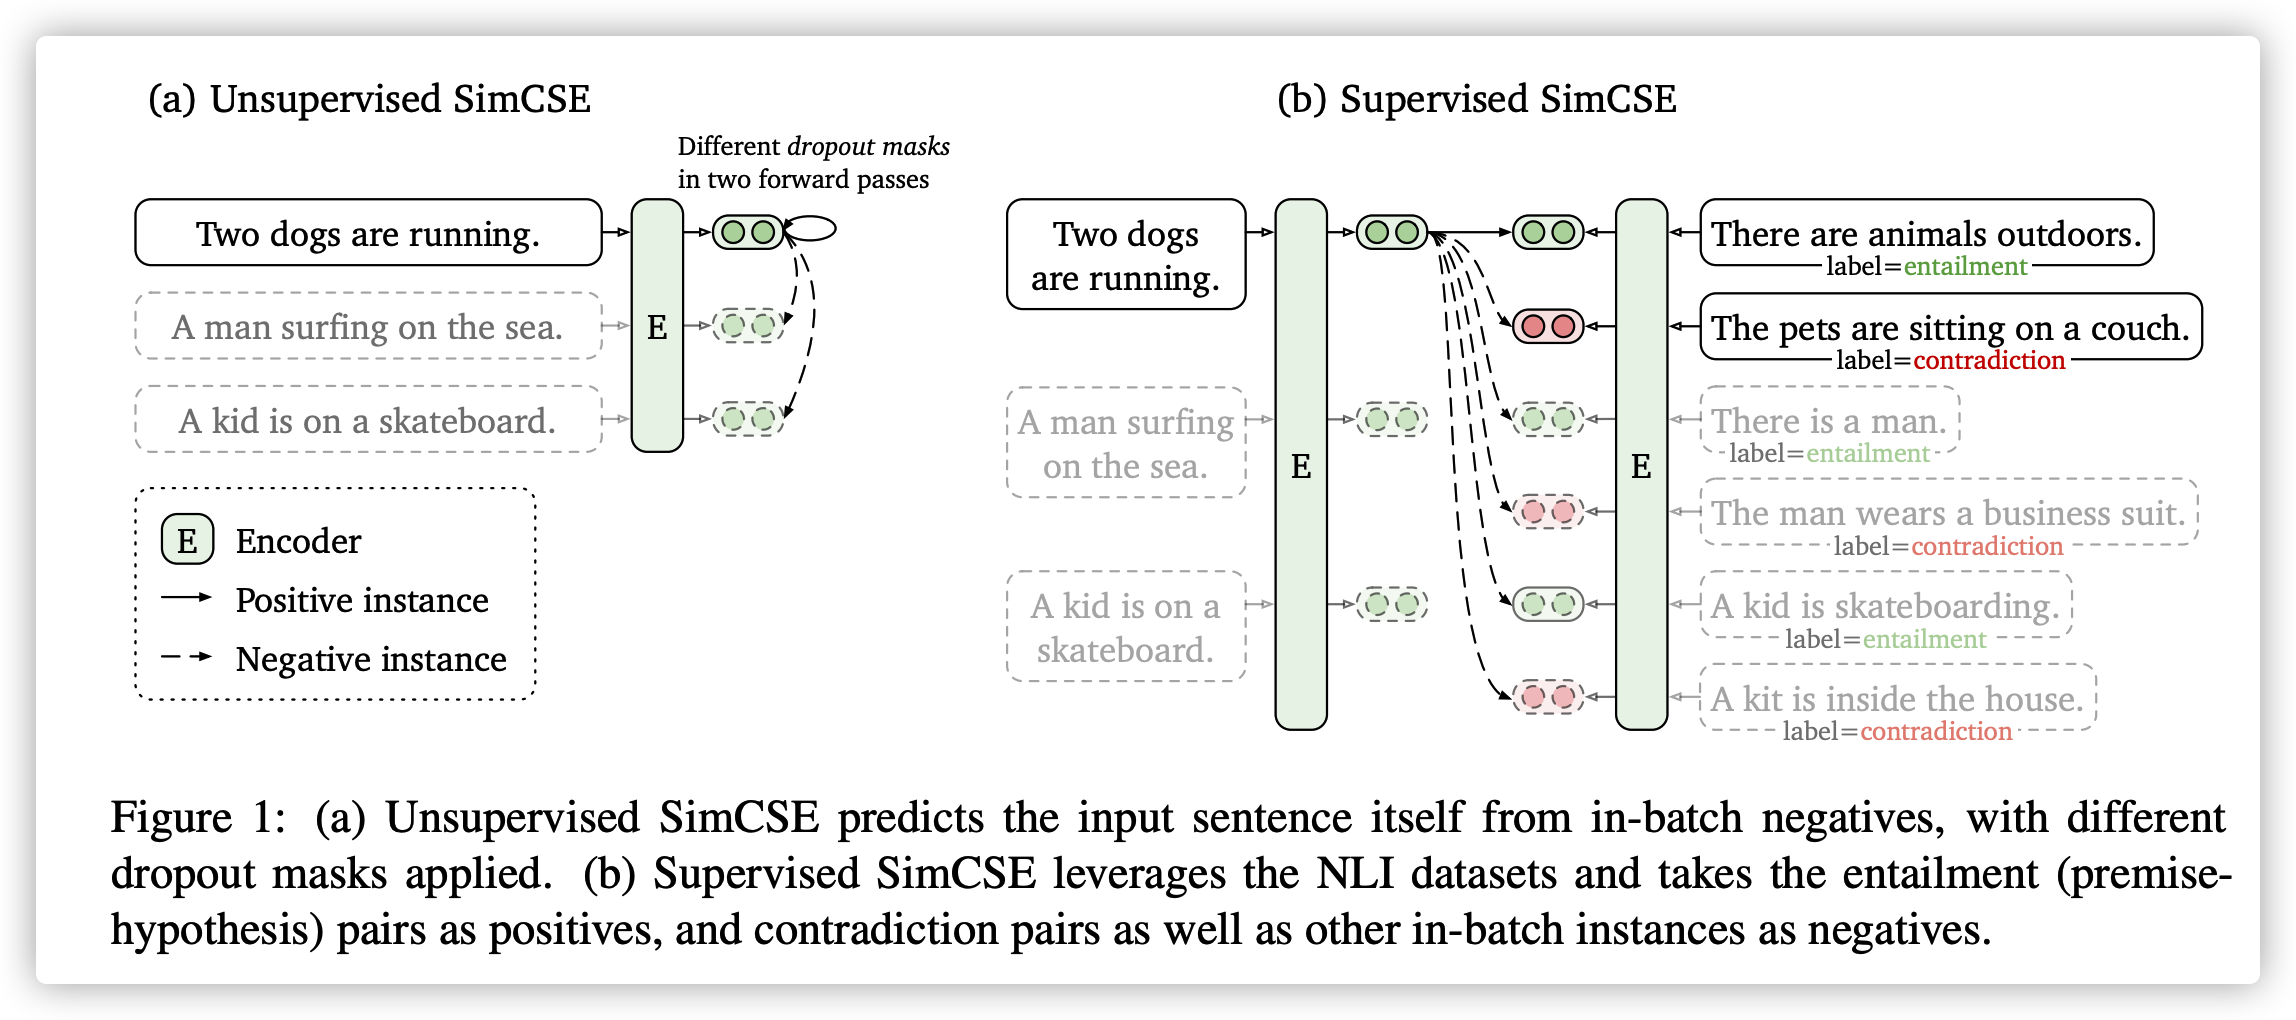 (a) Unsupervised SimCSE
Different dropout masks
in two forward passes
Two dogs are running.
A man surfing on the sea.
A kid is on a skateboard.
E
E Encoder
Positive instance
Negative instance
(b) Supervised SimCSE
Two dogs
are running.
A man surfing
on the sea.
A kid is on a
skateboard.
E
E
There are animals outdoors.
label=entailment
The pets are sitting on a couch.
label=contradiction
There is a man.
label=entailment
The man wears a business suit.
label=contradiction
A kid is skateboarding.
label=entailment
A kit is inside the house.
label=contradiction
Figure 1: (a) Unsupervised SimCSE predicts the input sentence itself from in-batch negatives, with different
dropout masks applied. (b) Supervised SimCSE leverages the NLI datasets and takes the entailment (premise-
hypothesis) pairs as positives, and contradiction pairs as well as other in-batch instances as negatives.